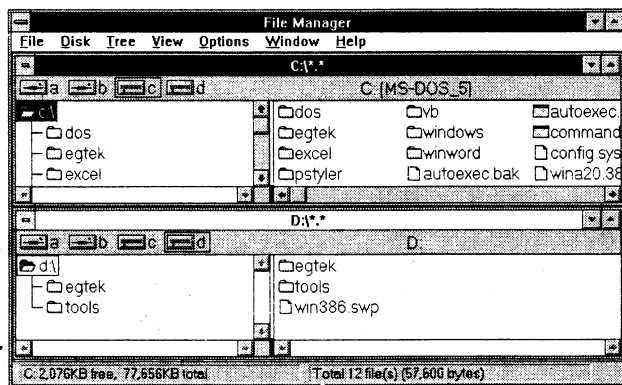 File Manager
File Disk Tree View Options Window Help
C:\*.*
a b c d C: [MS-DOS_5]
c:\
dos
egtek
excel
dos
egtek
excel
pstyler
vb
windows
winword
autoexec.bak
autoexec.
command
config.sys
wina20.38
D:\*.*
a b c d D:
d:\
egtek
tools
egtek
tools
win386.swp
C: 2,076KB free, 77,656KB total
Total 12 file(s) (57,606 bytes)